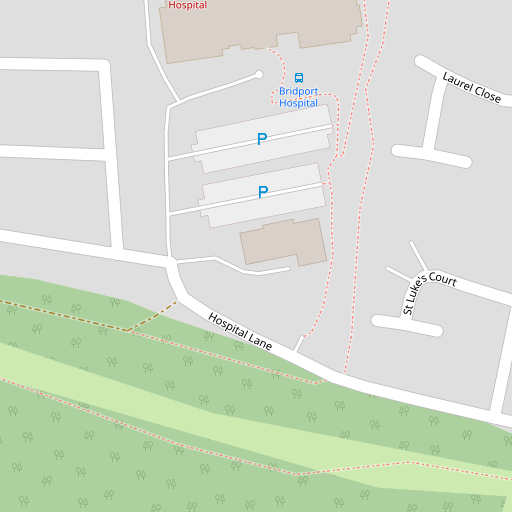 Hospital
Bridport
Hospital
Laurel Close
P
P
St Luke's Court
Hospital Lane